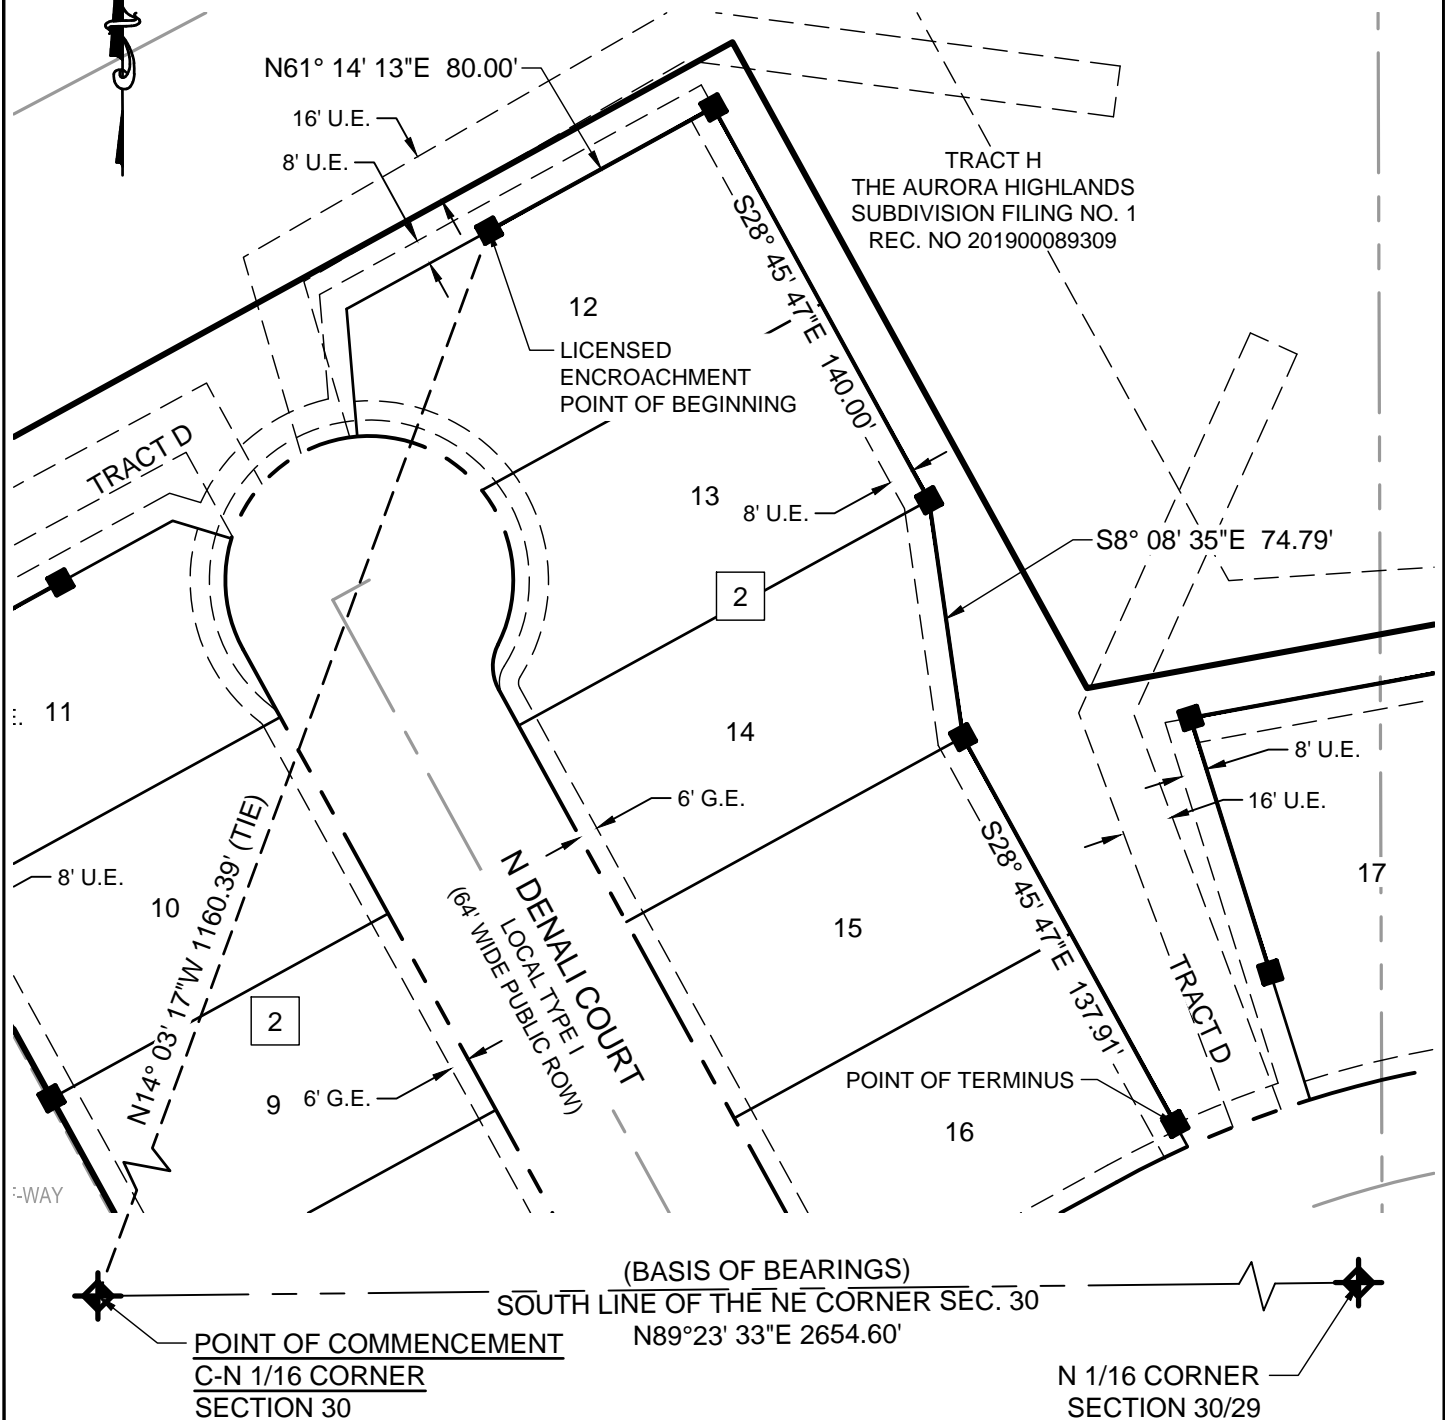 N61° 14' 13"E 80.00'
16' U.E.
8' U.E.
TRACT H
THE AURORA HIGHLANDS
SUBDIVISION FILING NO. 1
REC. NO 201900089309
S28° 45' 47"E 140.00'
12
LICENSED
ENCROACHMENT
POINT OF BEGINNING
TRACT D
13
8' U.E.
S8° 08' 35"E 74.79'
2
11
14
8' U.E.
6' G.E.
16' U.E.
N14° 03' 17"W 1160.39' (TIE)
S28° 45' 47"E 137.91'
17
8' U.E.
10
N DENALI COURT
LOCAL TYPE I
(64' WIDE PUBLIC ROW)
15
TRACT D
2
9
6' G.E.
POINT OF TERMINUS
16
-WAY
(BASIS OF BEARINGS)
SOUTH LINE OF THE NE CORNER SEC. 30
N89°23' 33"E 2654.60'
POINT OF COMMENCEMENT
C-N 1/16 CORNER
SECTION 30
N 1/16 CORNER
SECTION 30/29